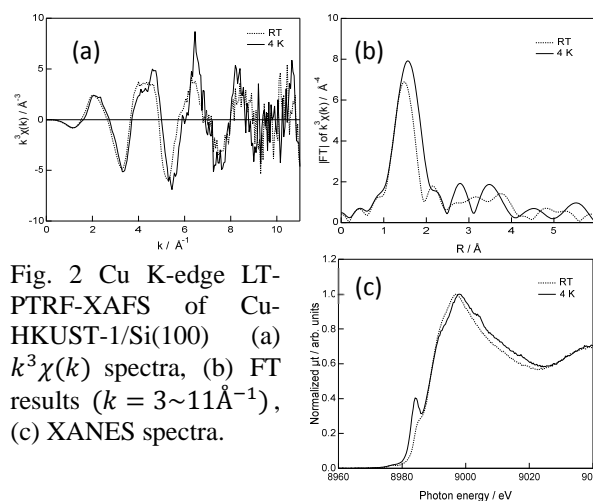 (a)
RT
4 K
10
5
0
-5
-10
k³χ(k) / Å⁻³
0
2
4
6
8
10
k / Å⁻¹
(b)
RT
4 K
8
6
4
2
0
|FT| of k³χ(k) / Å⁻⁴
0
1
2
3
4
5
R / Å
Fig. 2 Cu K-edge LT-
PTRF-XAFS of Cu-
HKUST-1/Si(100) (a)
k³χ(k) spectra, (b) FT
results (k = 3~11Å⁻¹),
(c) XANES spectra.
(c)
RT
4 K
1.2
1.0
0.8
0.6
0.4
0.2
0.0
Normalized μt / arb. units
8960
8980
9000
9020
90
Photon energy / eV